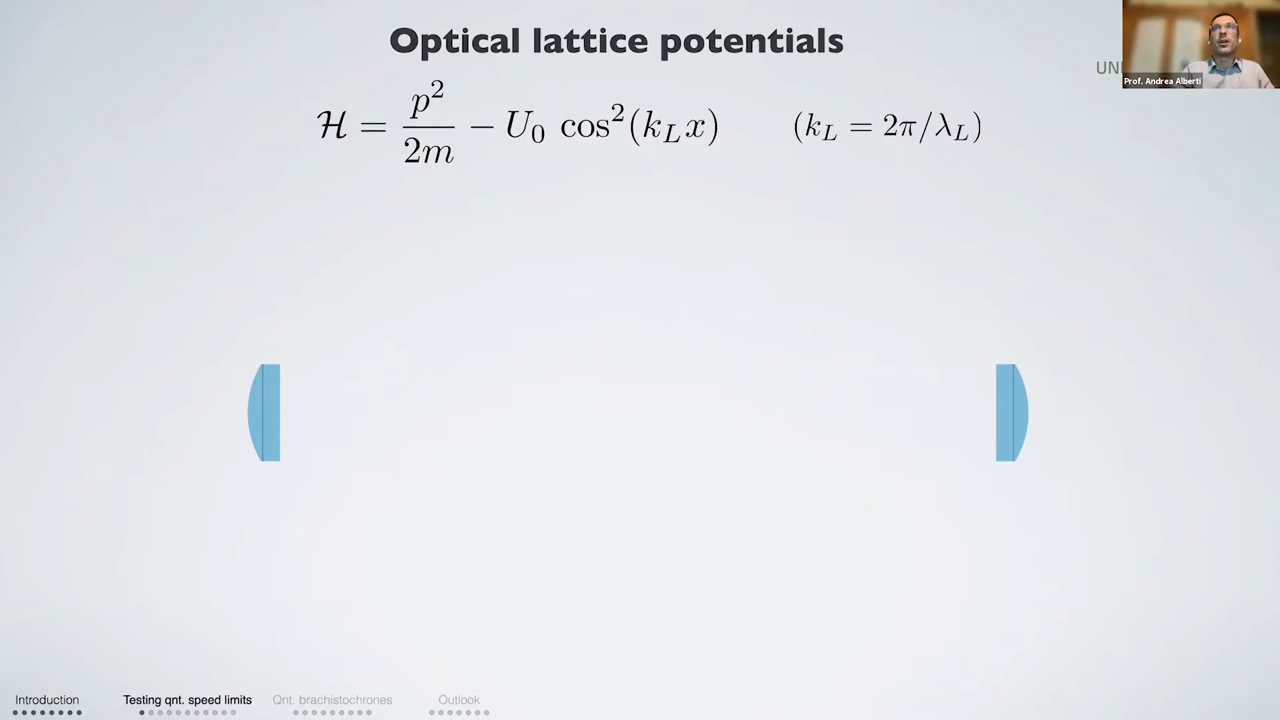 Optical lattice potentials
UNI
Prof. Andrea Alberti
ℋ = p²/2m − U₀ cos²(k_L x) (k_L = 2π/λ_L)
Introduction Testing qnt. speed limits Qnt. brachistochrones Outlook